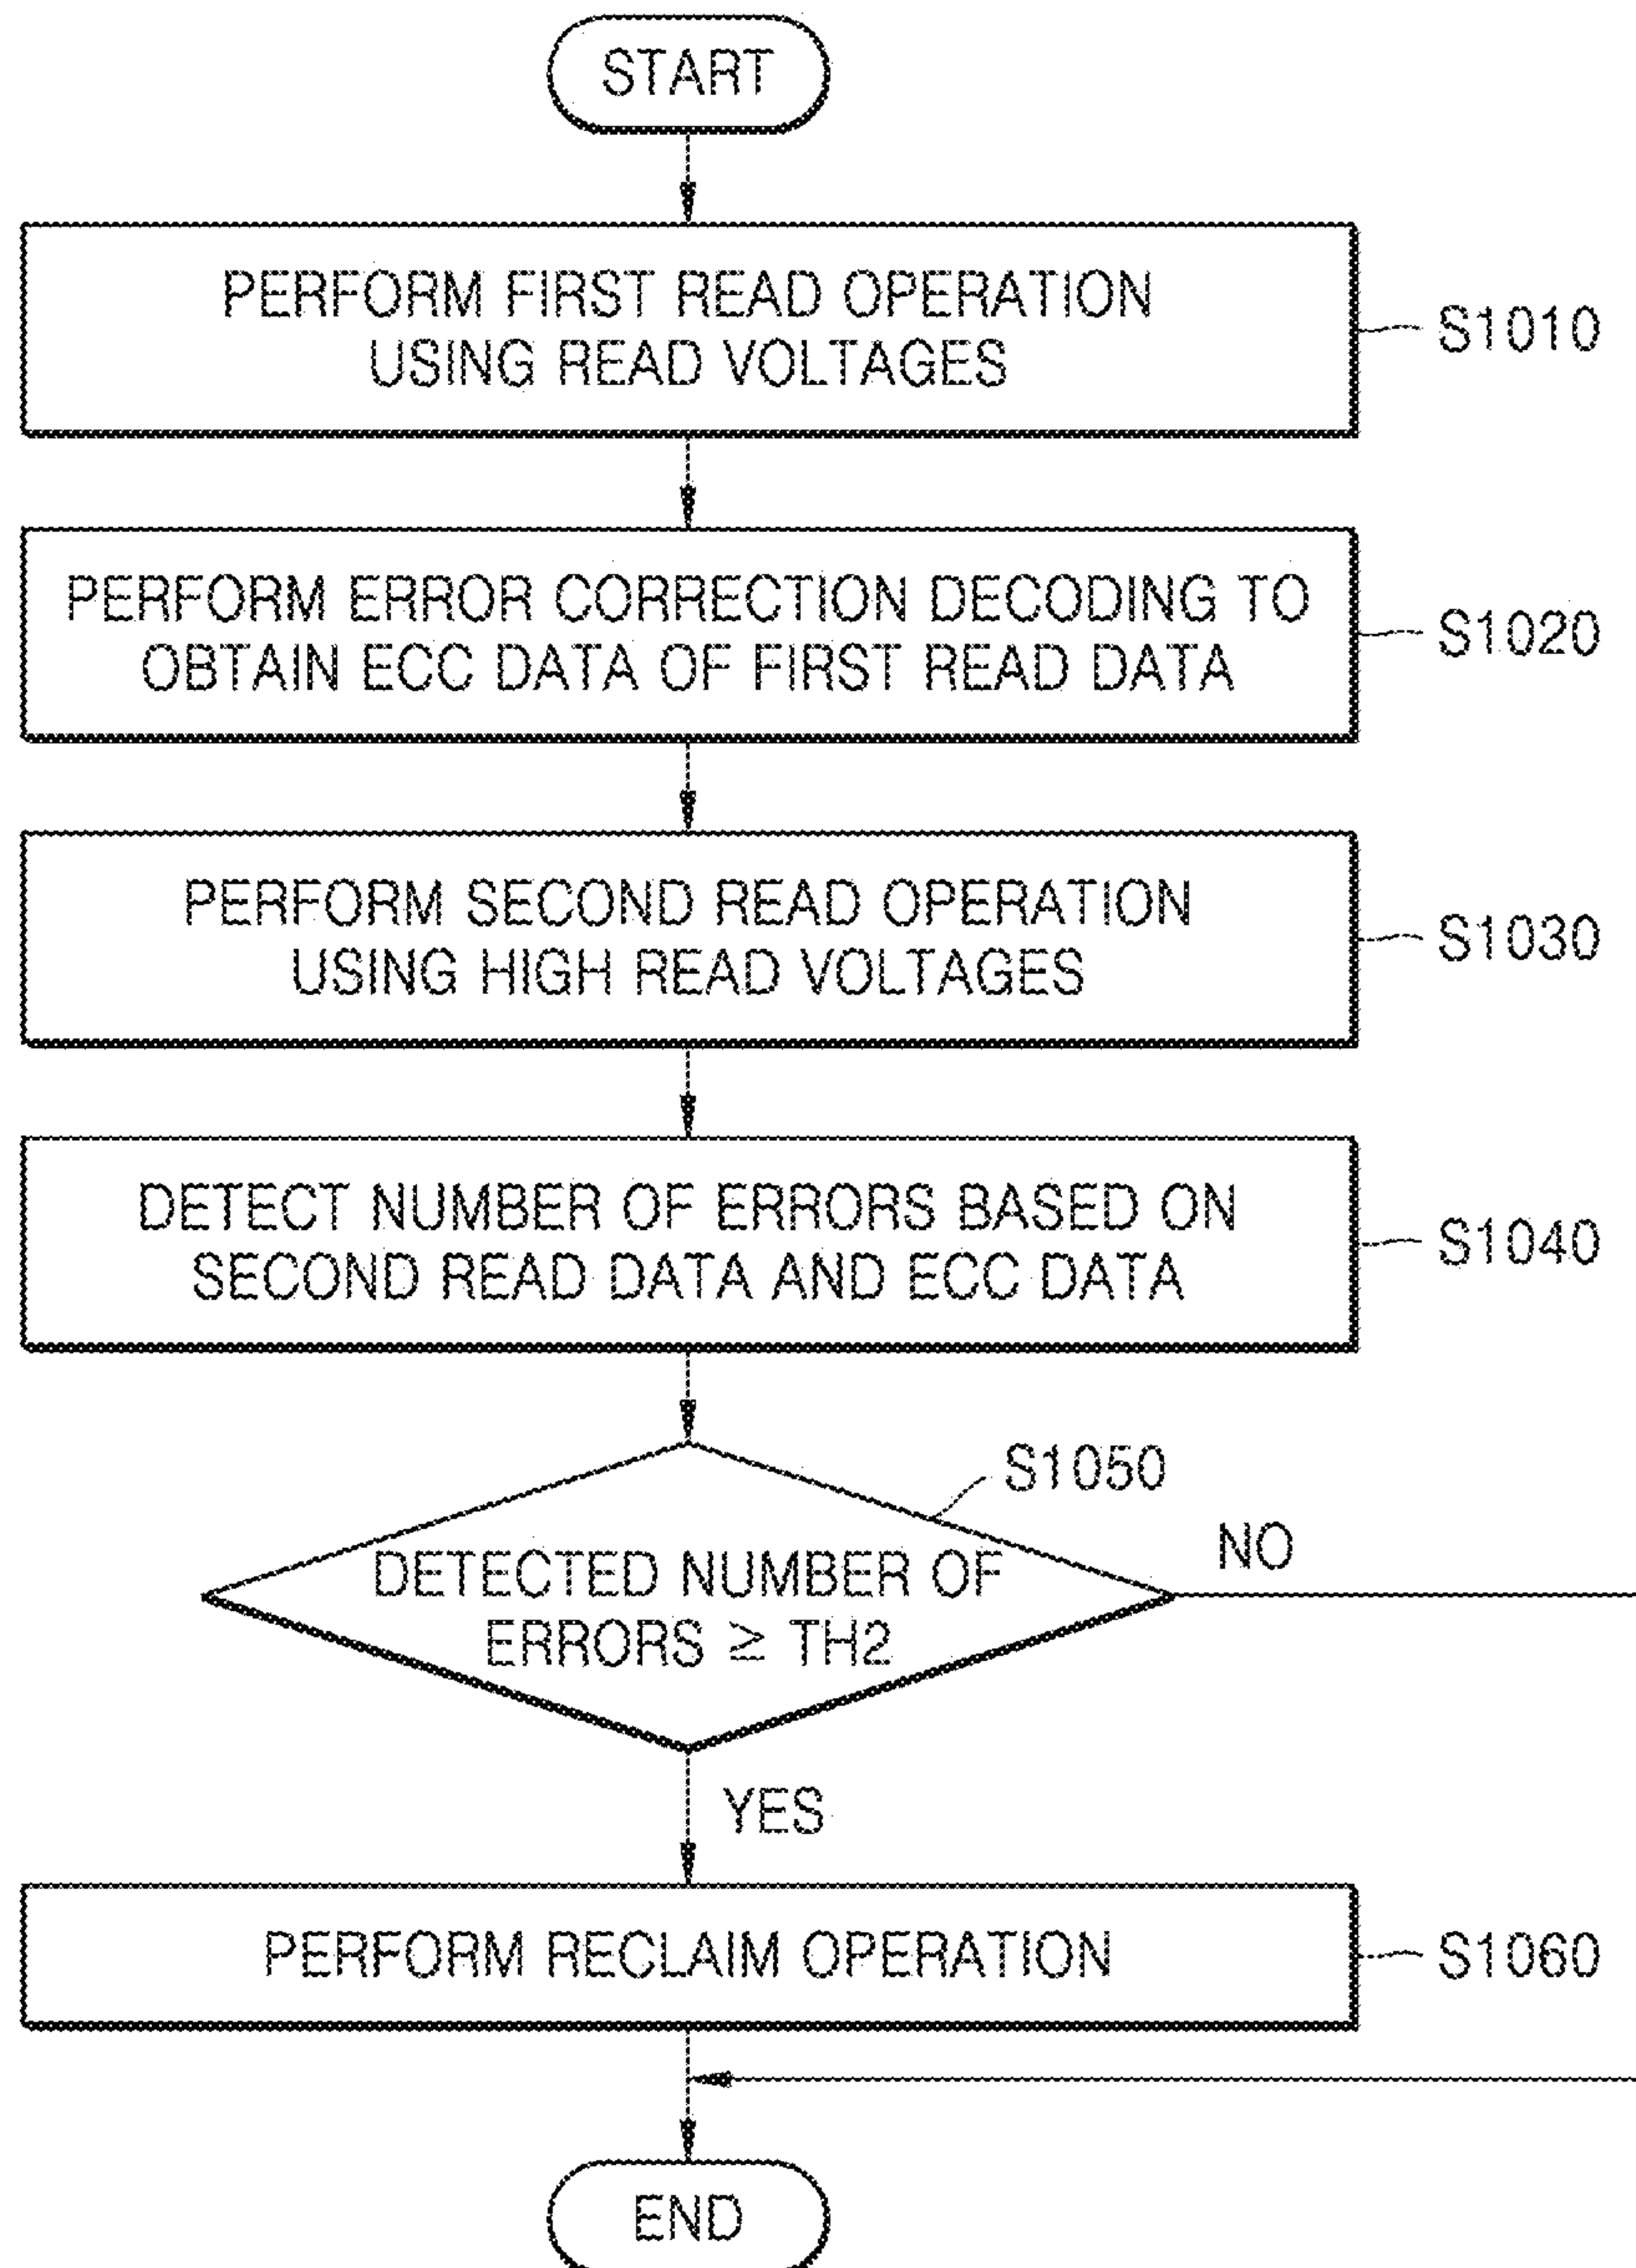 START
PERFORM FIRST READ OPERATION
USING READ VOLTAGES
S1010
PERFORM ERROR CORRECTION DECODING TO
OBTAIN ECC DATA OF FIRST READ DATA
S1020
PERFORM SECOND READ OPERATION
USING HIGH READ VOLTAGES
S1030
DETECT NUMBER OF ERRORS BASED ON
SECOND READ DATA AND ECC DATA
S1040
S1050
DETECTED NUMBER OF
ERRORS ≥ TH2
NO
YES
PERFORM RECLAIM OPERATION
S1060
END